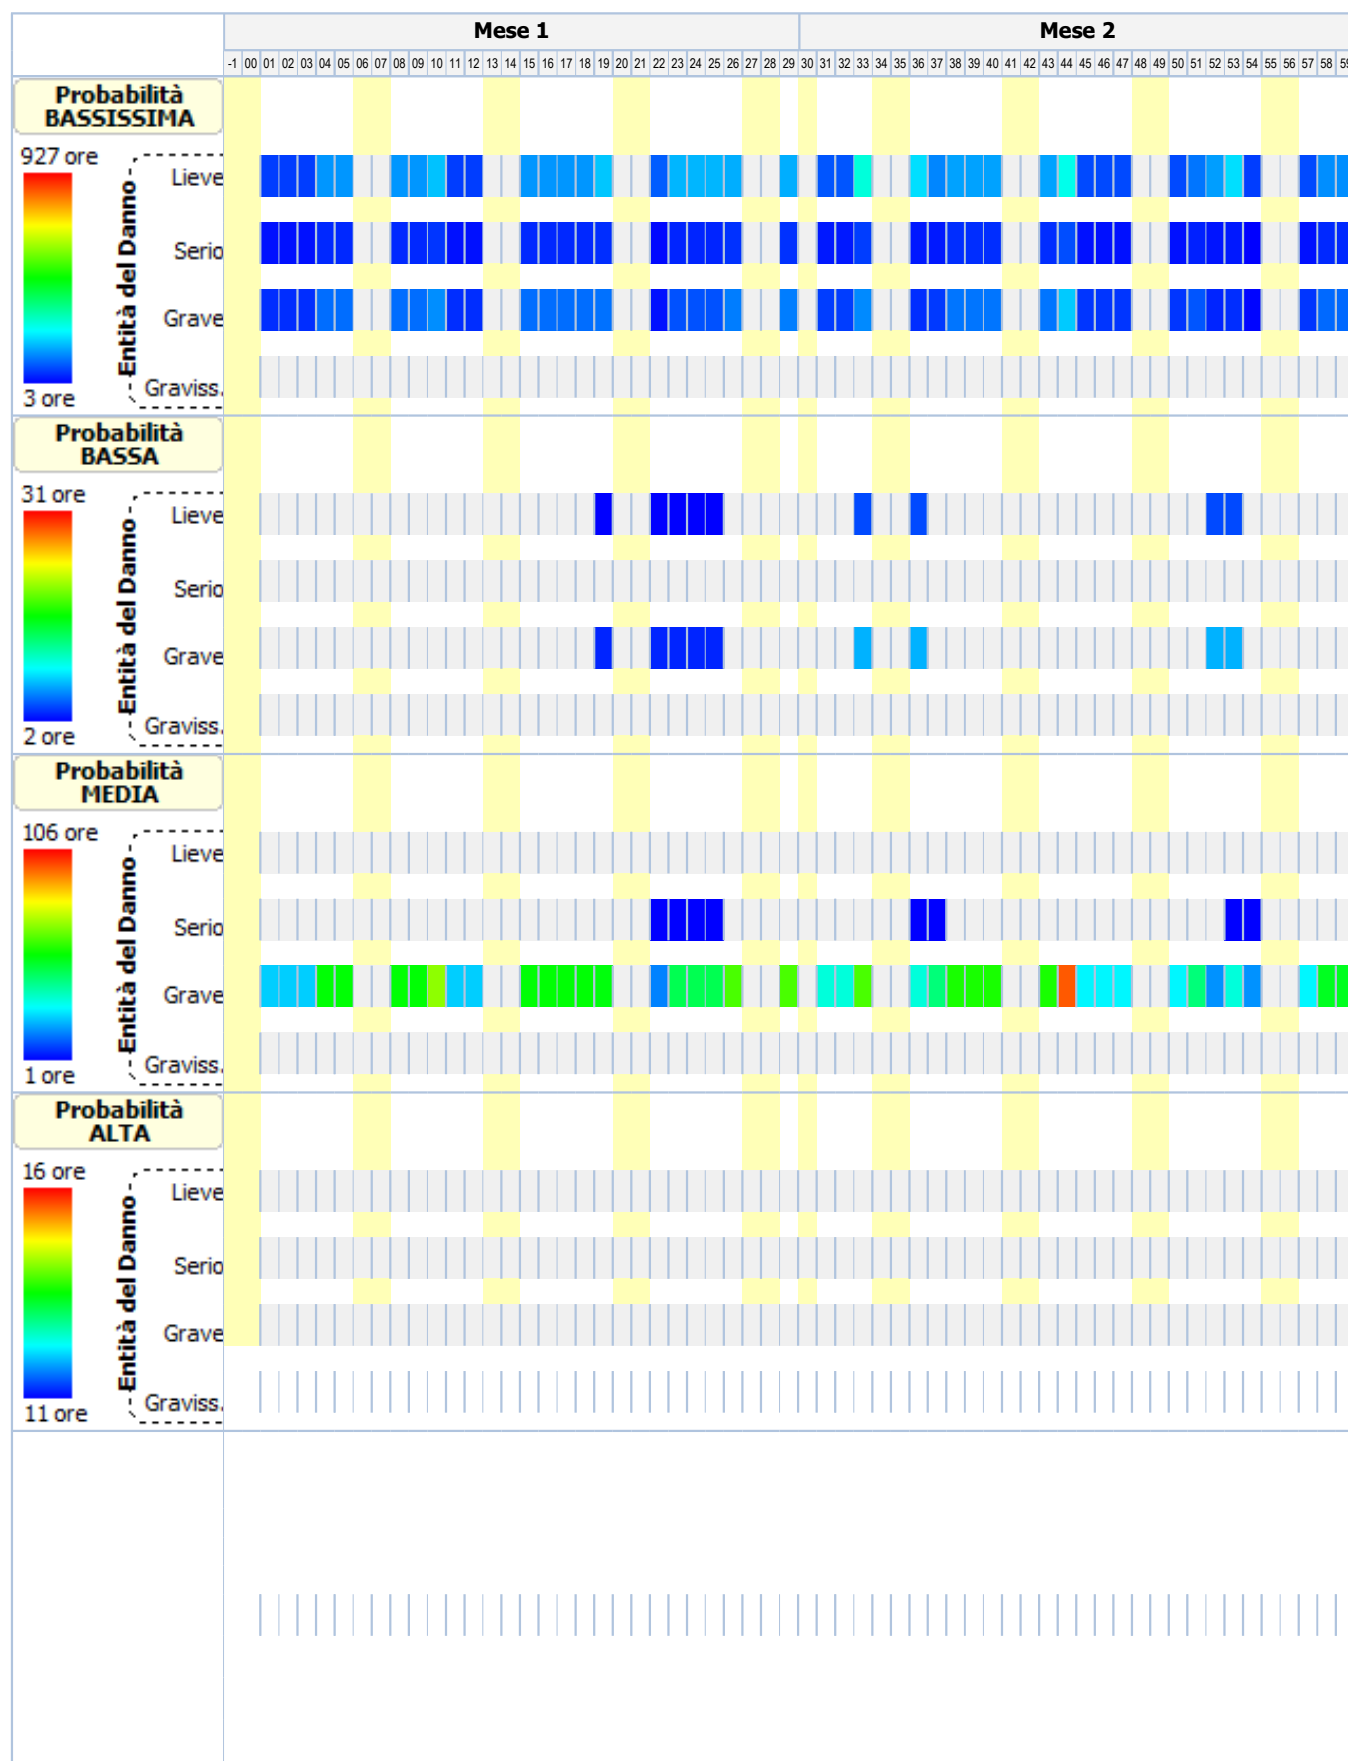 Mese 1 Mese 2
-1 00 01 02 03 04 05 06 07 08 09 10 11 12 13 14 15 16 17 18 19 20 21 22 23 24 25 26 27 28 29 30 31 32 33 34 35 36 37 38 39 40 41 42 43 44 45 46 47 48 49 50 51 52 53 54 55 56 57 58 59
Probabilità
BASSISSIMA
927 ore
Entità del Danno
Lieve
Serio
Grave
Graviss.
3 ore
Probabilità
BASSA
31 ore
Entità del Danno
Lieve
Serio
Grave
Graviss.
2 ore
Probabilità
MEDIA
106 ore
Entità del Danno
Lieve
Serio
Grave
Graviss.
1 ore
Probabilità
ALTA
16 ore
Entità del Danno
Lieve
Serio
Grave
Graviss.
11 ore